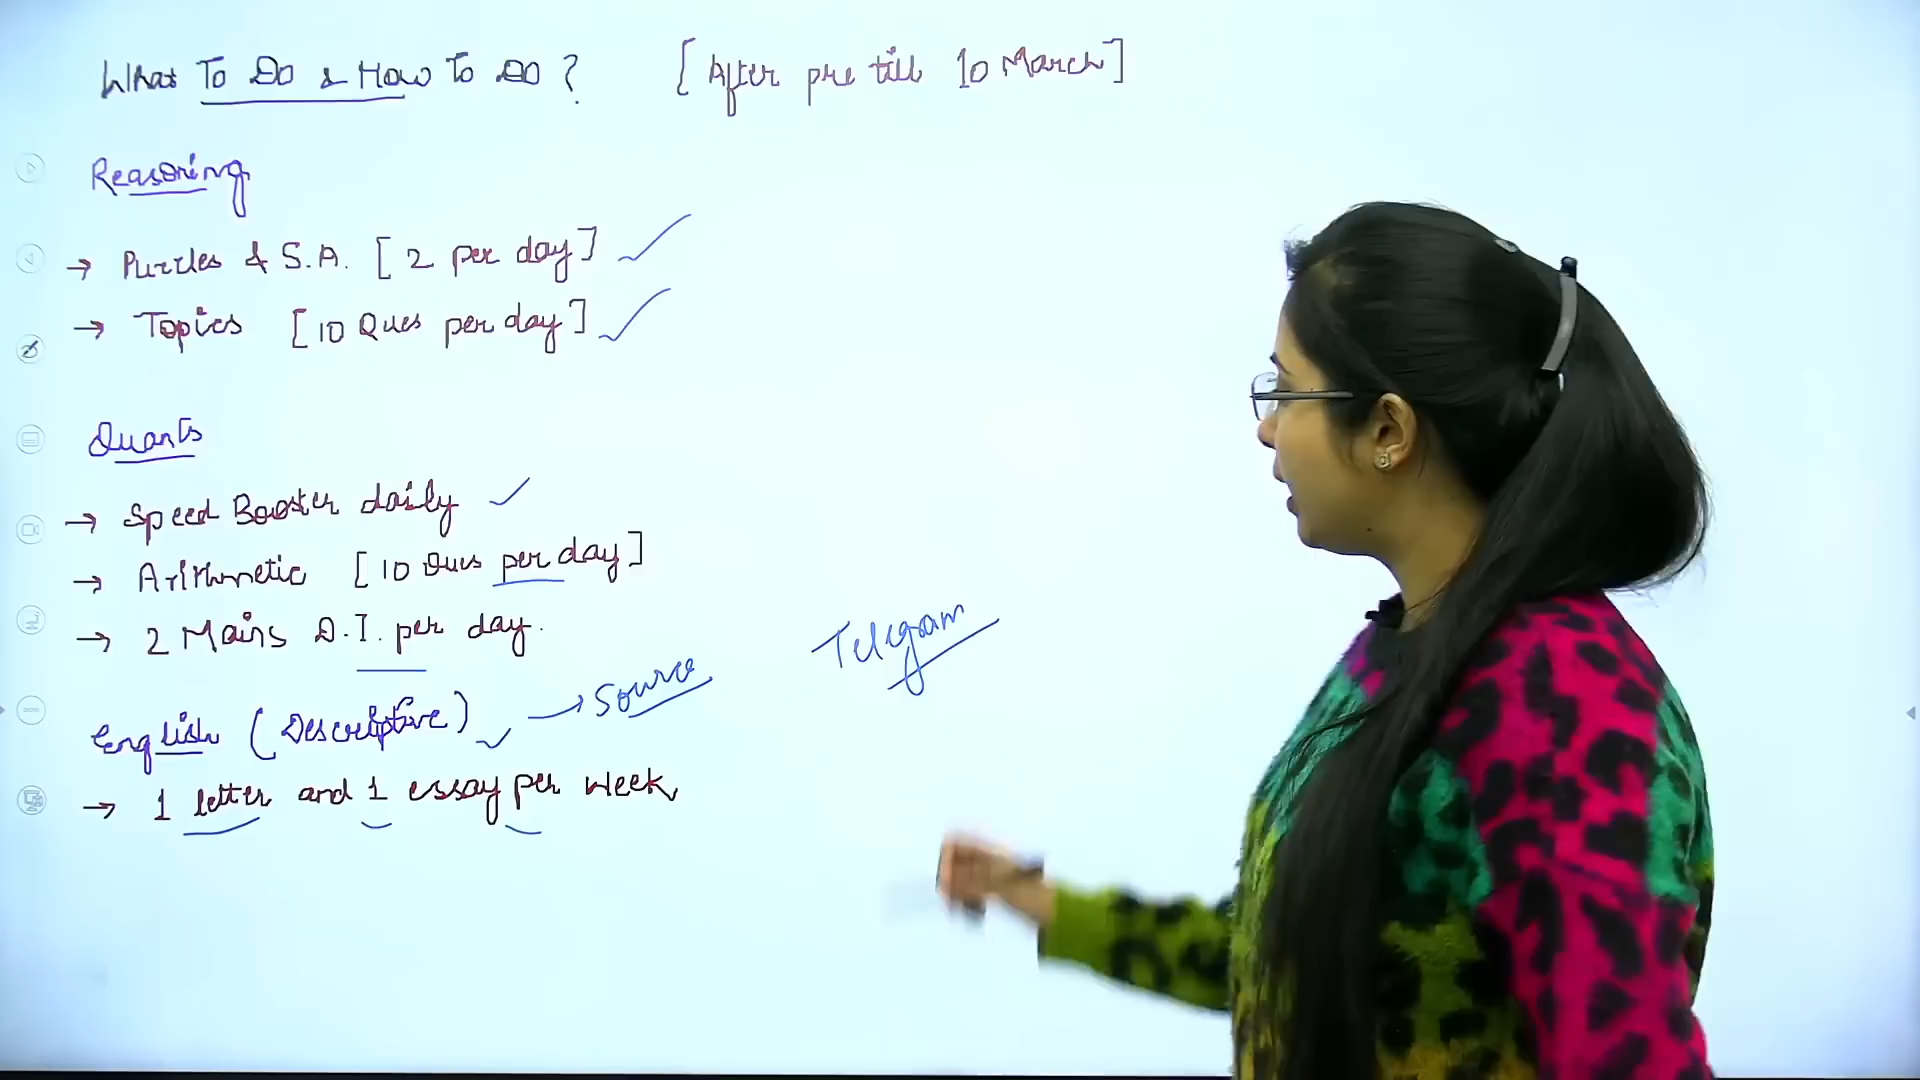 What To Do & How To Do ? [After pre till 10 March]
Reasoning
→ Puzzles & S.A. [2 per day] ✓
→ Topics [10 Ques per day] ✓
Quants
→ Speed Booster daily ✓
→ Arithmetic [10 Ques per day]
→ 2 Mains D.I. per day.
English (Descriptive) ✓ → Source
Telegram
→ 1 letter and 1 essay per week